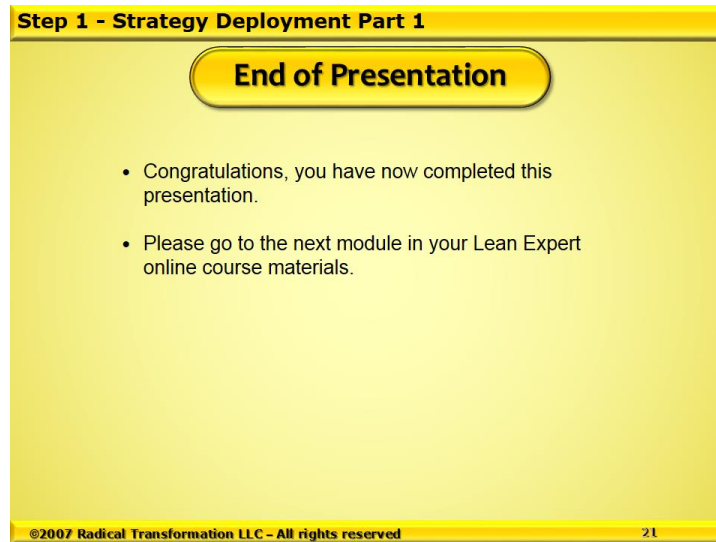 Step 1 - Strategy Deployment Part 1
End of Presentation
• Congratulations, you have now completed this
presentation.
• Please go to the next module in your Lean Expert
online course materials.
©2007 Radical Transformation LLC – All rights reserved
21